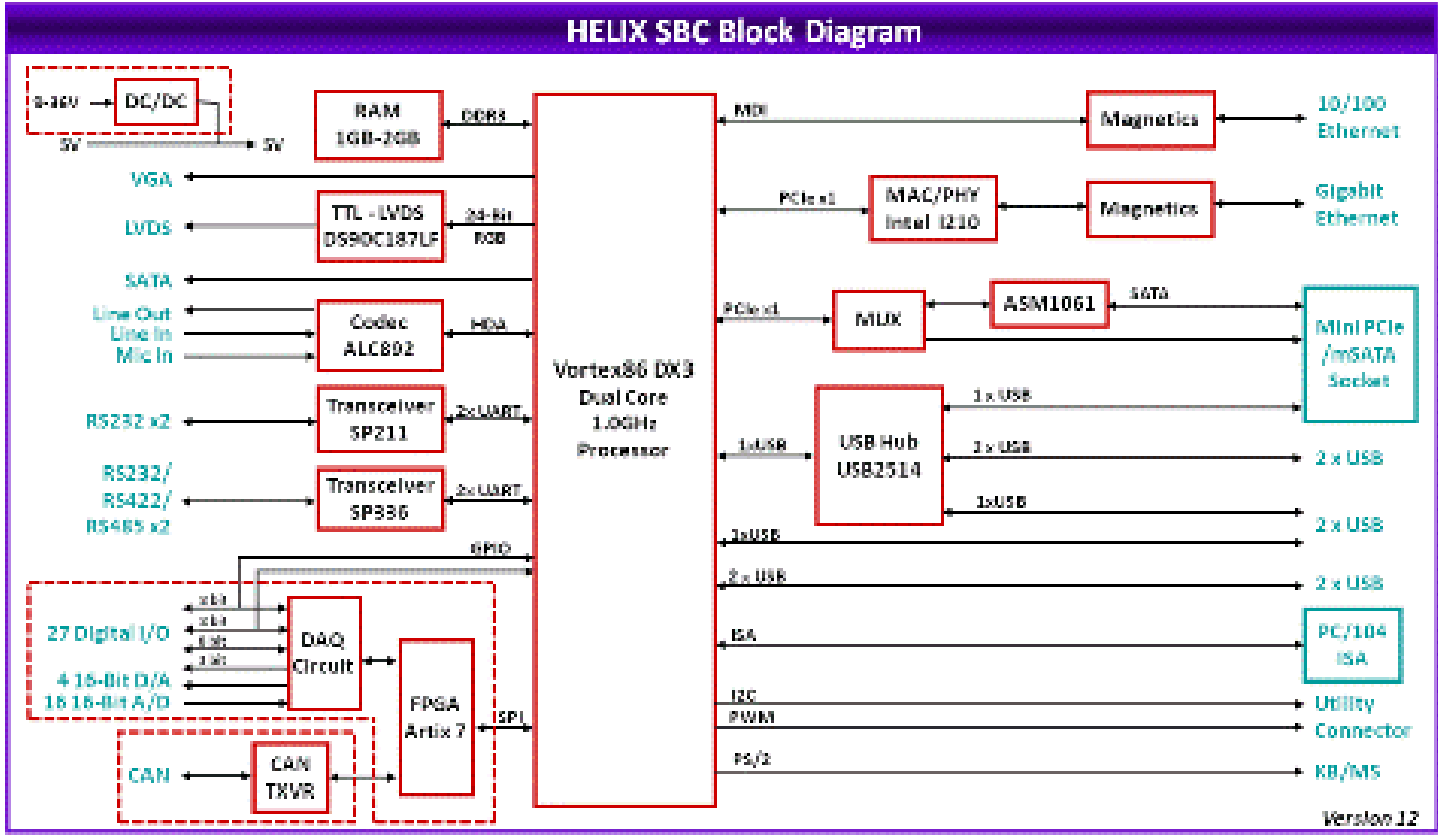 HELIX SBC Block Diagram
9-36V
DC/DC
5V
5V
RAM
1GB-2GB
DDR3
VGA
LVDS
TTL - LVDS
DS90C187LF
24-Bit
RGB
SATA
Line Out
Line In
Mic In
Codec
ALC892
HDA
RS232 x2
Transceiver
SP211
2x UART
RS232/
RS422/
RS485 x2
Transceiver
SP336
2x UART
GPIO
27 Digital I/O
4 16-Bit D/A
16 16-Bit A/D
DAQ
Circuit
FPGA
Artix 7
SPI
CAN
CAN
TXVR
Vortex86 DX3
Dual Core
1.0GHz
Processor
MDI
Magnetics
10/100
Ethernet
PCIe x1
MAC/PHY
Intel I210
Magnetics
Gigabit
Ethernet
PCIe x1
MUX
ASM1061
SATA
Mini PCIe
/mSATA
Socket
1xUSB
USB Hub
USB2514
1 x USB
2 x USB
2 x USB
1xUSB
1xUSB
2 x USB
2 x USB
2 x USB
ISA
PC/104
ISA
I2C
PWM
Utility
Connector
PS/2
KB/MS
Version 12